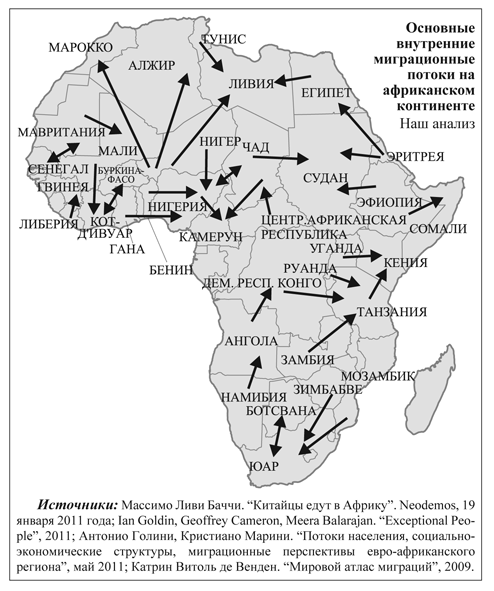 Основные
внутренние
миграционные
потоки на
африканском
континенте
Наш анализ
ТУНИС
МАРОККО
АЛЖИР
ЛИВИЯ
ЕГИПЕТ
МАВРИТАНИЯ
МАЛИ
НИГЕР
ЧАД
ЭРИТРЕЯ
СЕНЕГАЛ
БУРКИНА-
ФАСО
СУДАН
ГВИНЕЯ
НИГЕРИЯ
ЭФИОПИЯ
ЛИБЕРИЯ
КОТ-
Д'ИВУАР
ЦЕНТР. АФРИКАНСКАЯ
РЕСПУБЛИКА
СОМАЛИ
ГАНА
КАМЕРУН
УГАНДА
КЕНИЯ
БЕНИН
РУАНДА
ДЕМ. РЕСП. КОНГО
ТАНЗАНИЯ
АНГОЛА
ЗАМБИЯ
МОЗАМБИК
НАМИБИЯ
ЗИМБАБВЕ
БОТСВАНА
ЮАР
Источники: Массимо Ливи Баччи. “Китайцы едут в Африку”. Neodemos, 19
января 2011 года; Ian Goldin, Geoffrey Cameron, Meera Balarajan. “Exceptional Peo-
ple”, 2011; Антонио Голини, Кристиано Марини. “Потоки населения, социально-
экономические структуры, миграционные перспективы евро-африканского
региона”, май 2011; Катрин Витоль де Венден. “Мировой атлас миграций”, 2009.